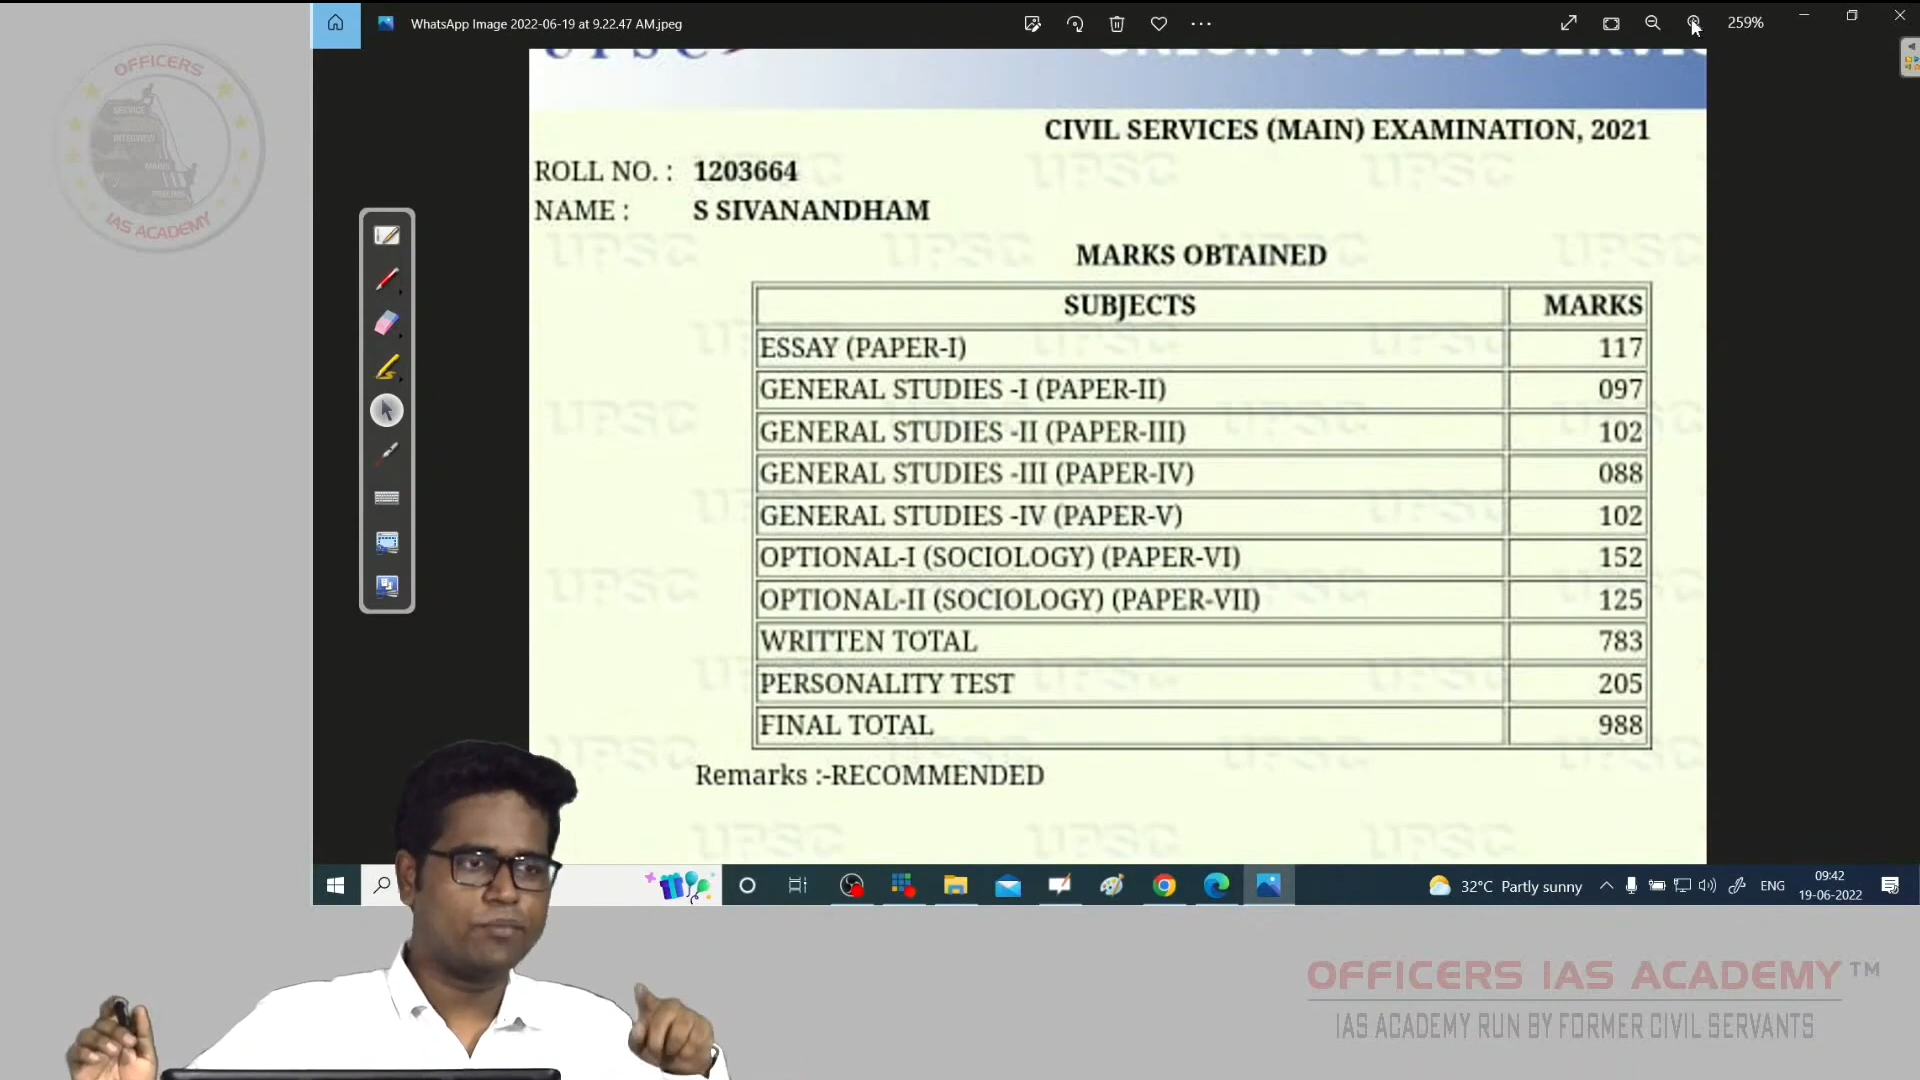 WhatsApp Image 2022-06-19 at 9.22.47 AM.jpeg
259%
OFFICERS
SERVICE
INTERVIEW
MAINS
PRELIMS
IAS ACADEMY
UPSC
CIVIL SERVICES (MAIN) EXAMINATION, 2021
ROLL NO. : 1203664
NAME : S SIVANANDHAM
MARKS OBTAINED
SUBJECTS MARKS
ESSAY (PAPER-I) 117
GENERAL STUDIES -I (PAPER-II) 097
GENERAL STUDIES -II (PAPER-III) 102
GENERAL STUDIES -III (PAPER-IV) 088
GENERAL STUDIES -IV (PAPER-V) 102
OPTIONAL-I (SOCIOLOGY) (PAPER-VI) 152
OPTIONAL-II (SOCIOLOGY) (PAPER-VII) 125
WRITTEN TOTAL 783
PERSONALITY TEST 205
FINAL TOTAL 988
Remarks :-RECOMMENDED
32°C Partly sunny
ENG
09:42
19-06-2022
OFFICERS IAS ACADEMY™
IAS ACADEMY RUN BY FORMER CIVIL SERVANTS